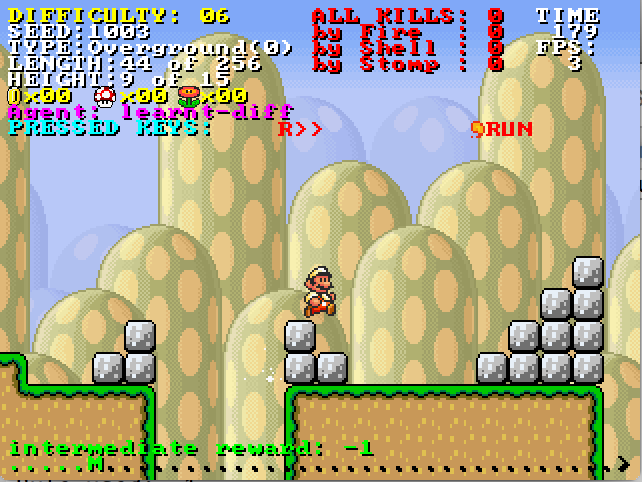 DIFFICULTY: 06 ALL KILLS: 0 TIME
SEED:1003 by Fire : 0 179
TYPE:Overground(0) by Shell : 0 FPS:
LENGTH:44 of 256 by Stomp : 0 3
HEIGHT:9 of 15
x00 x00 x00
Agent: learnt-diff
PRESSED KEYS: R>> RUN
intermediate reward: -1
.....M.................................>